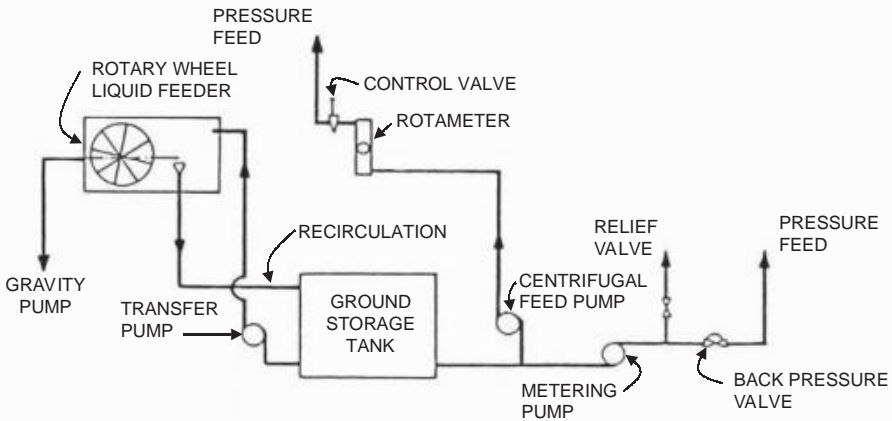 PRESSURE
FEED
ROTARY WHEEL
LIQUID FEEDER
CONTROL VALVE
ROTAMETER
RECIRCULATION
RELIEF
VALVE
PRESSURE
FEED
GRAVITY
PUMP
TRANSFER
PUMP
GROUND
STORAGE
TANK
CENTRIFUGAL
FEED PUMP
METERING
PUMP
BACK PRESSURE
VALVE